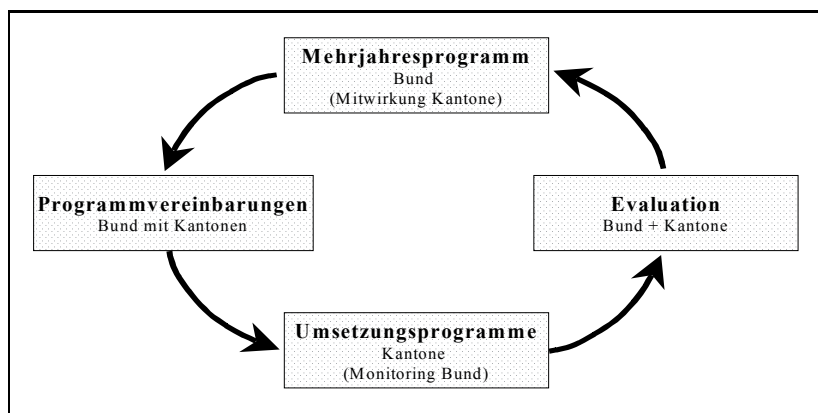 Mehrjahresprogramm
Bund
(Mitwirkung Kantone)
Programmvereinbarungen
Bund mit Kantonen
Evaluation
Bund + Kantone
Umsetzungsprogramme
Kantone
(Monitoring Bund)